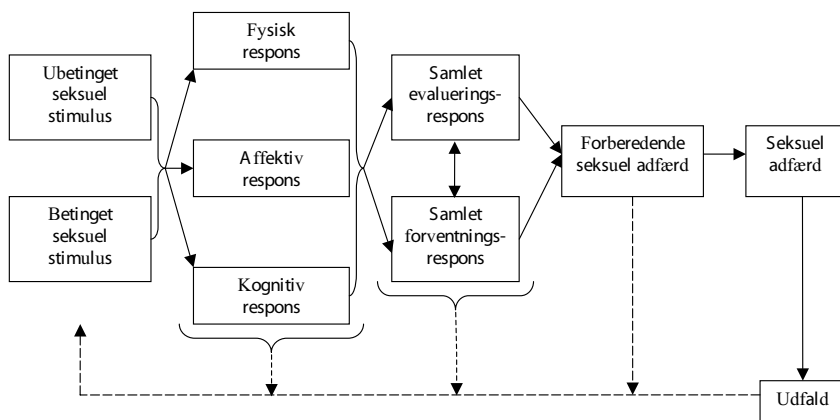 Ubetinget
seksuel
stimulus
Betinget
seksuel
stimulus
Fysisk
respons
Affektiv
respons
Kognitiv
respons
Samlet
evaluerings-
respons
Samlet
forventnings-
respons
Forberedende
seksuel adfærd
Seksuel
adfærd
Udfald